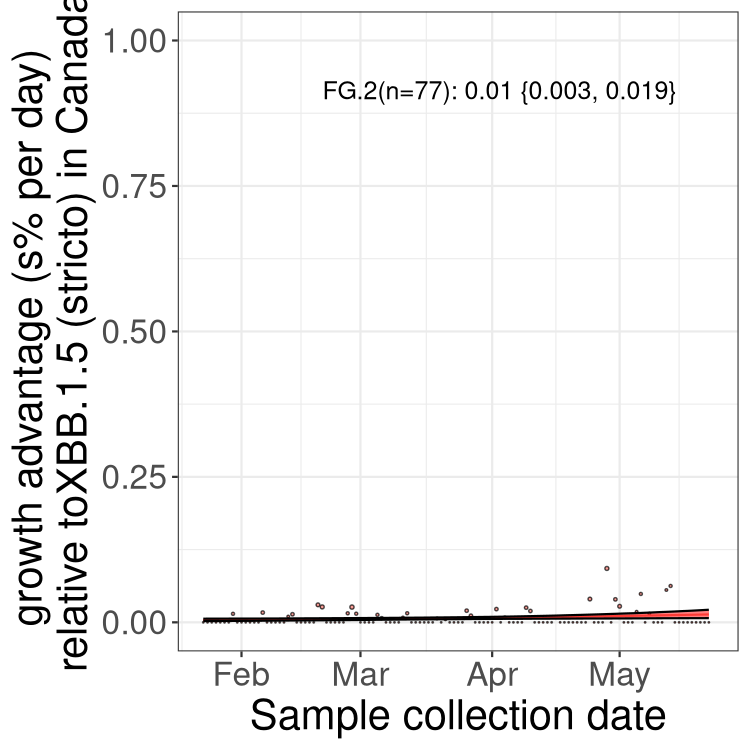 growth advantage (s% per day)
relative toXBB.1.5 (stricto) in Canada
1.00
FG.2(n=77): 0.01 {0.003, 0.019}
0.75
0.50
0.25
0.00
Feb Mar Apr May
Sample collection date